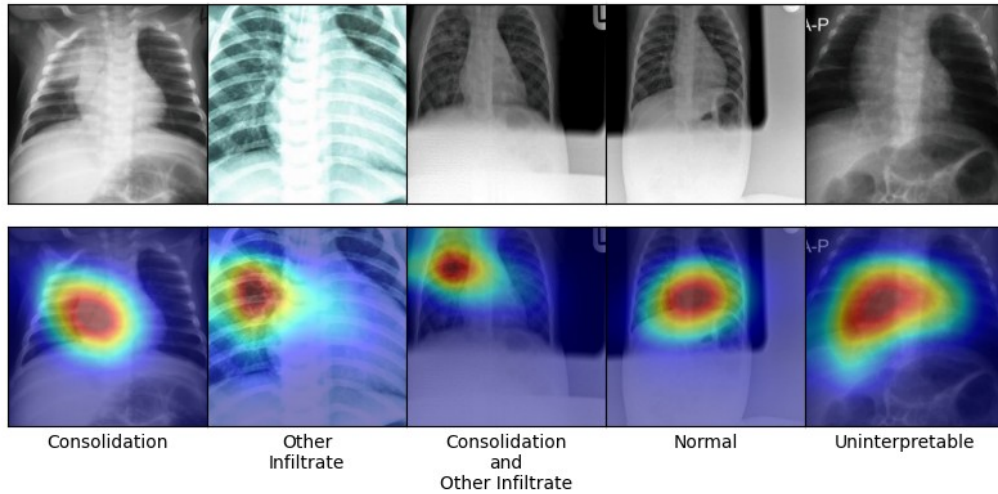 A-P
A-P
Consolidation
Other
Infiltrate
Consolidation
and
Other Infiltrate
Normal
Uninterpretable